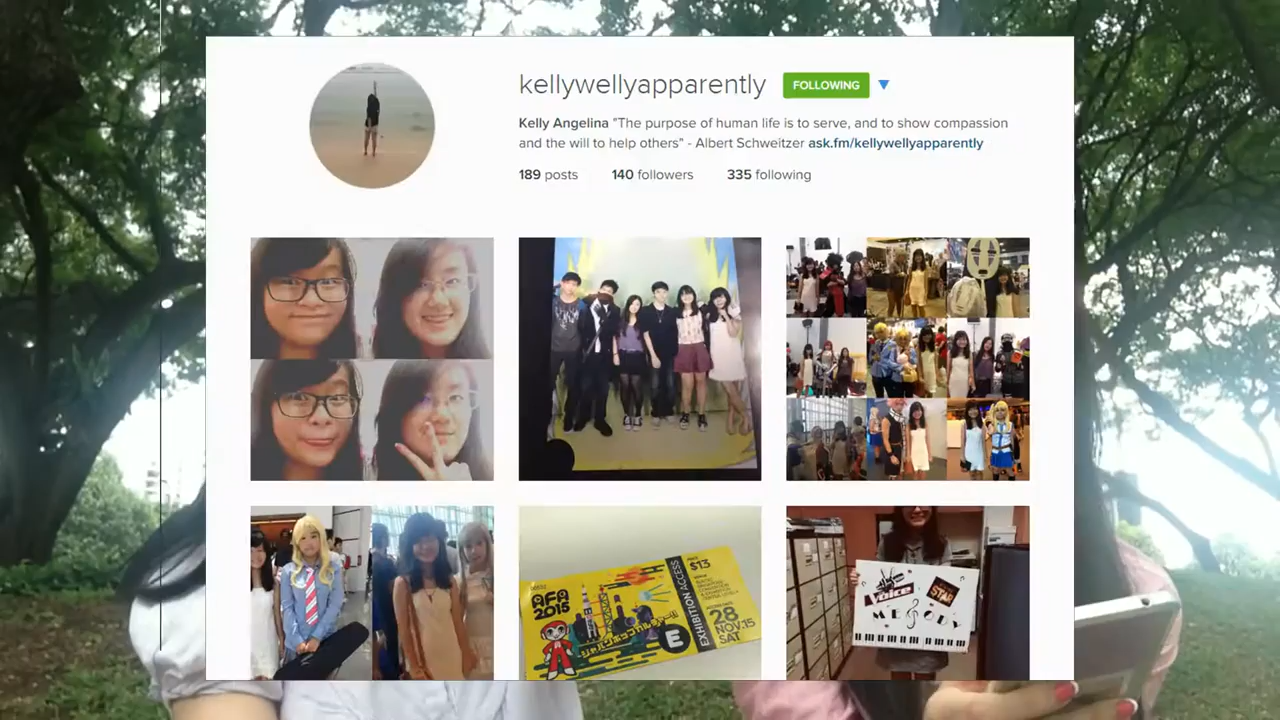 kellywellyapparently FOLLOWING
Kelly Angelina "The purpose of human life is to serve, and to show compassion
and the will to help others" - Albert Schweitzer ask.fm/kellywellyapparently
189 posts 140 followers 335 following
AFA
2015
E
EXHIBITION ACCESS
$13
28
NOV.15
SAT
Voice
STAR
MELODY